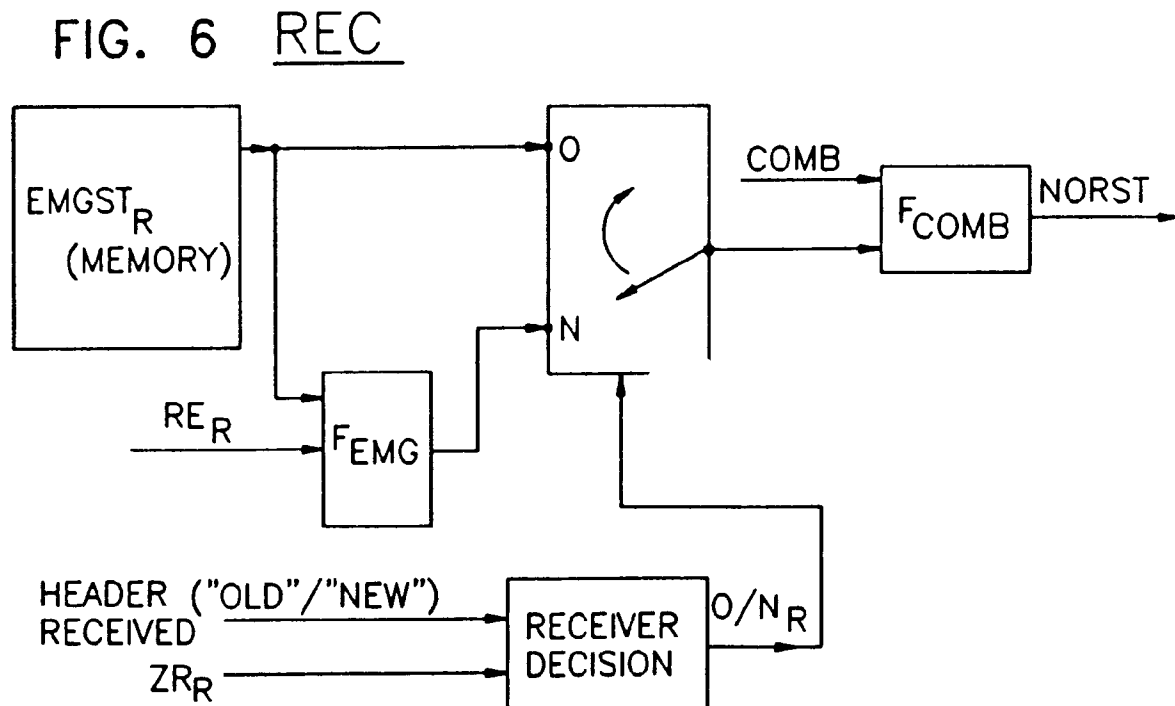 FIG. 6 REC
EMGST_R
(MEMORY)
O
N
COMB
F_COMB
NORST
RE_R
F_EMG
HEADER ("OLD"/"NEW")
RECEIVED
ZR_R
RECEIVER
DECISION
O/N_R